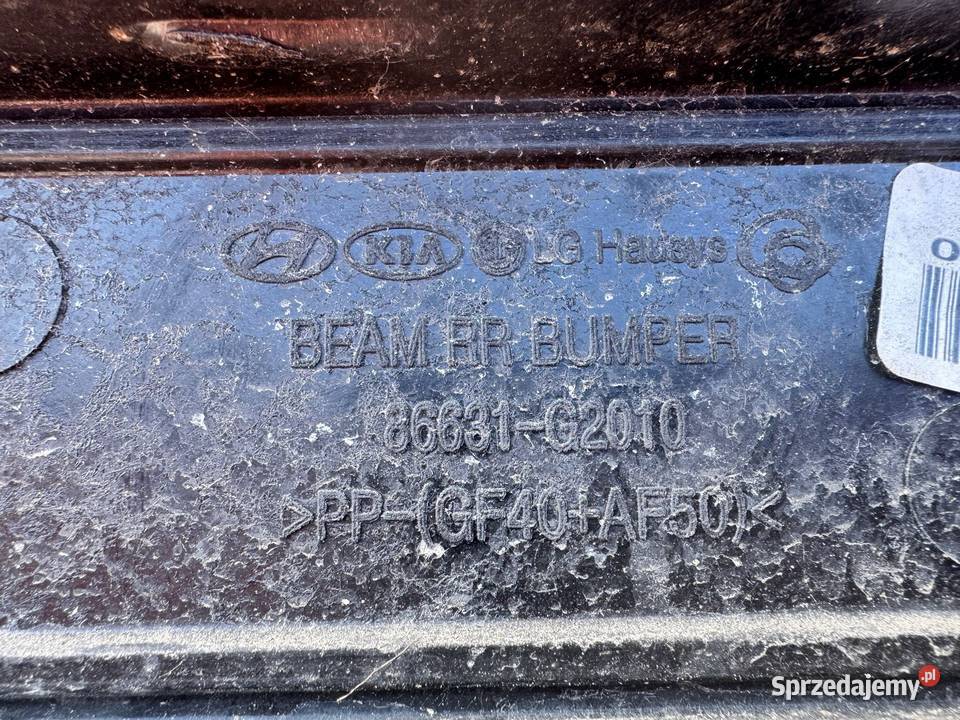 KIA LG Hausys
BEAM RR BUMPER
86631-G2010
>PP-(GF40+AF50)<
Sprzedajemy.pl